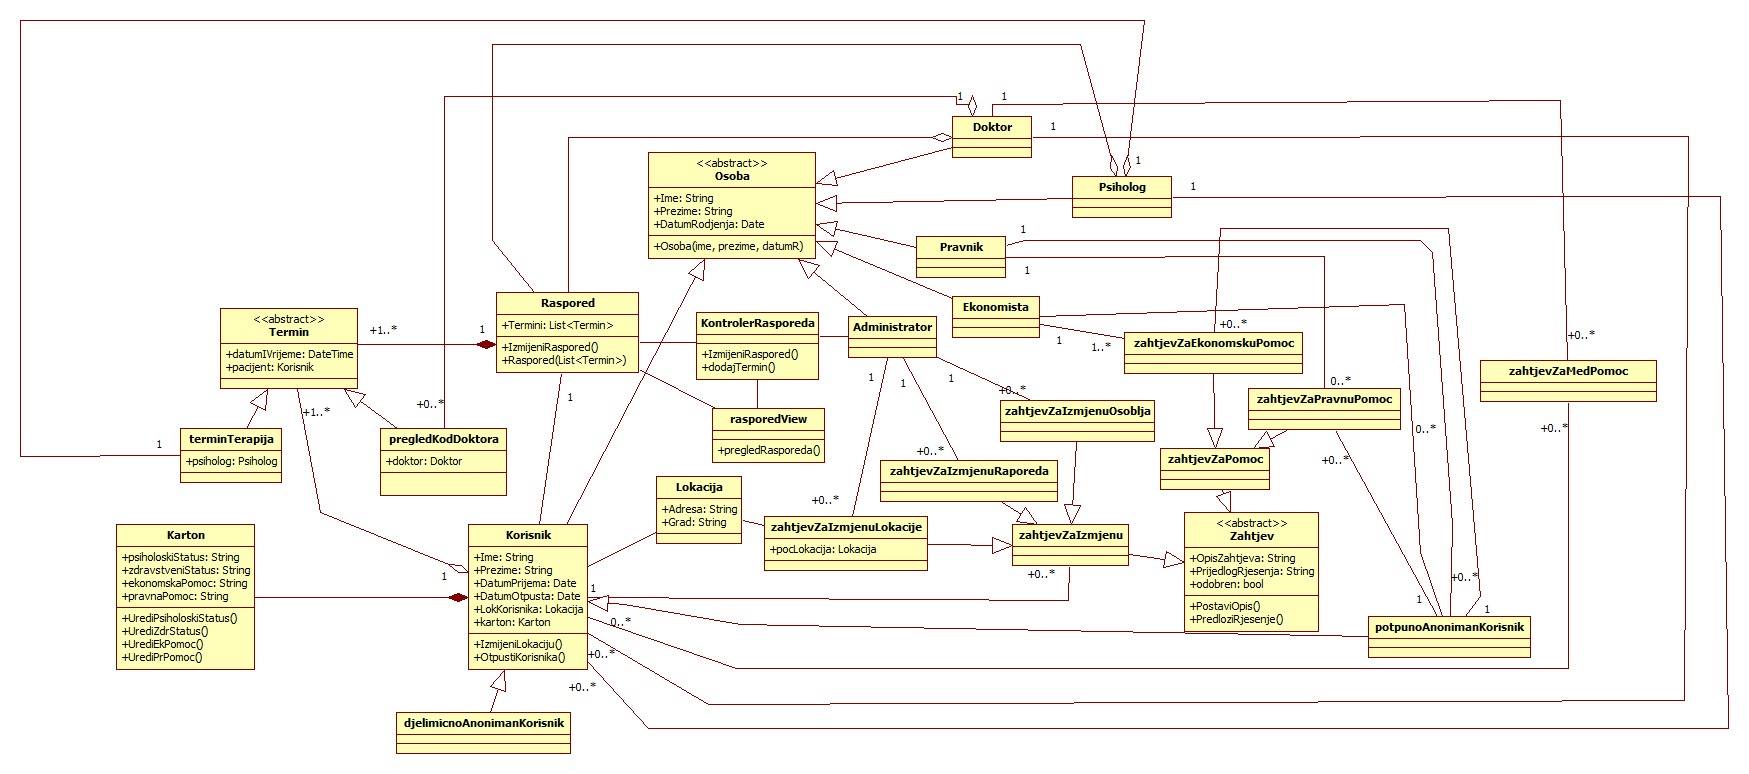 1
1
Doktor
1
<<abstract>>
Osoba
+Ime: String
+Prezime: String
+DatumRodjenja: Date
+Osoba(ime, prezime, datumR)
1
Psiholog
1
Pravnik
1
1
Raspored
+Termini: List<Termin>
+IzmijeniRaspored()
+Raspored(List<Termin>)
1
<<abstract>>
Termin
+datumIVrijeme: DateTime
+pacijent: Korisnik
+1..*
KontrolerRasporeda
+IzmijeniRaspored()
+dodajTermin()
Administrator
1
1
1
Ekonomista
1
1..*
+0..*
zahtjevZaEkonomskuPomoc
+0..*
zahtjevZaMedPomoc
+0..*
0..*
zahtjevZaPravnuPomoc
+0..*
0..*
+1..*
+0..*
1
rasporedView
+pregledRasporeda()
+0..*
zahtjevZaIzmjenuOsoblja
terminTerapija
+psiholog: Psiholog
1
pregledKodDoktora
+doktor: Doktor
+0..*
zahtjevZaIzmjenuRaporeda
zahtjevZaPomoc
Lokacija
+Adresa: String
+Grad: String
+0..*
zahtjevZaIzmjenuLokacije
+pocLokacija: Lokacija
zahtjevZaIzmjenu
+0..*
<<abstract>>
Zahtjev
+OpisZahtjeva: String
+PrijedlogRjesenja: String
+odobren: bool
+PostaviOpis()
+PredloziRjesenje()
Karton
+psiholoskiStatus: String
+zdravstveniStatus: String
+ekonomskaPomoc: String
+pravnaPomoc: String
+UrediPsiholoskiStatus()
+UrediZdrStatus()
+UrediEkPomoc()
+UrediPrPomoc()
1
Korisnik
+Ime: String
+Prezime: String
+DatumPrijema: Date
+DatumOtpusta: Date
+LokKorisnika: Lokacija
+karton: Karton
+IzmijeniLokaciju()
+OtpustiKorisnika()
1
0..*
+0..*
+0..*
+0..*
1
1
potpunoAnonimanKorisnik
djelimicnoAnonimanKorisnik